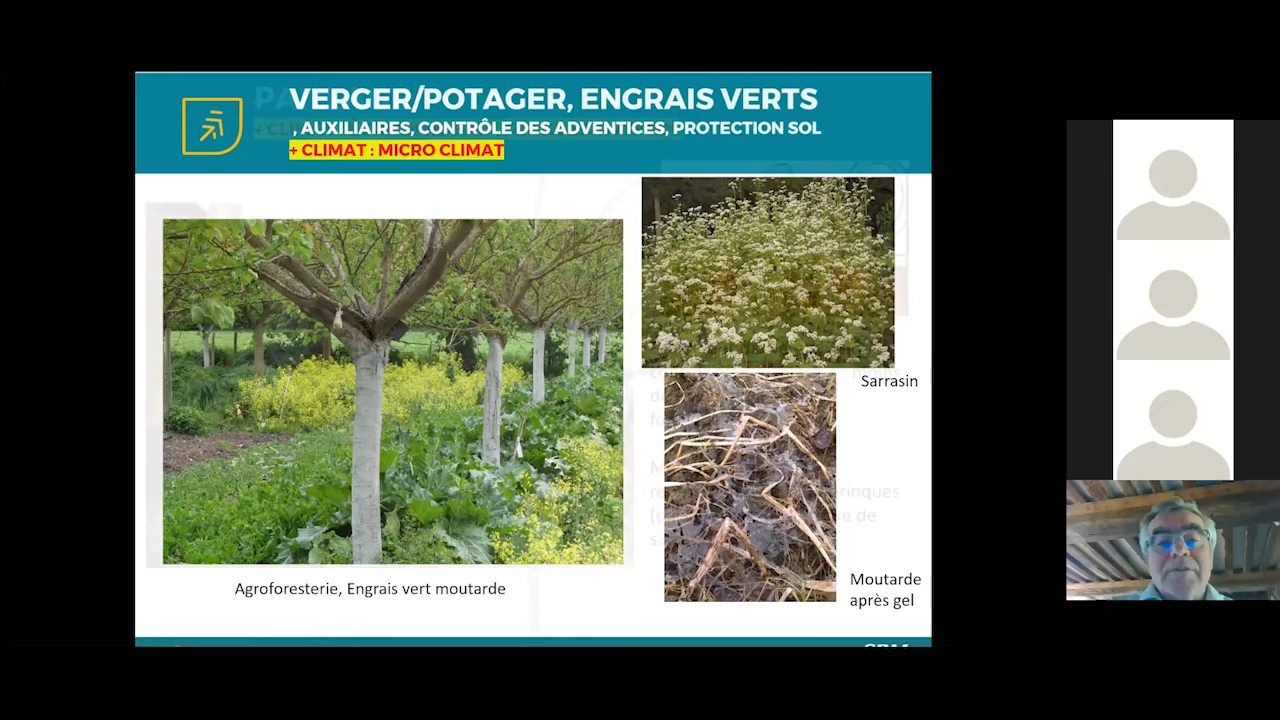 VERGER/POTAGER, ENGRAIS VERTS
, AUXILIAIRES, CONTRÔLE DES ADVENTICES, PROTECTION SOL
+ CLIMAT : MICRO CLIMAT
Sarrasin
Agroforesterie, Engrais vert moutarde
Moutarde
après gel